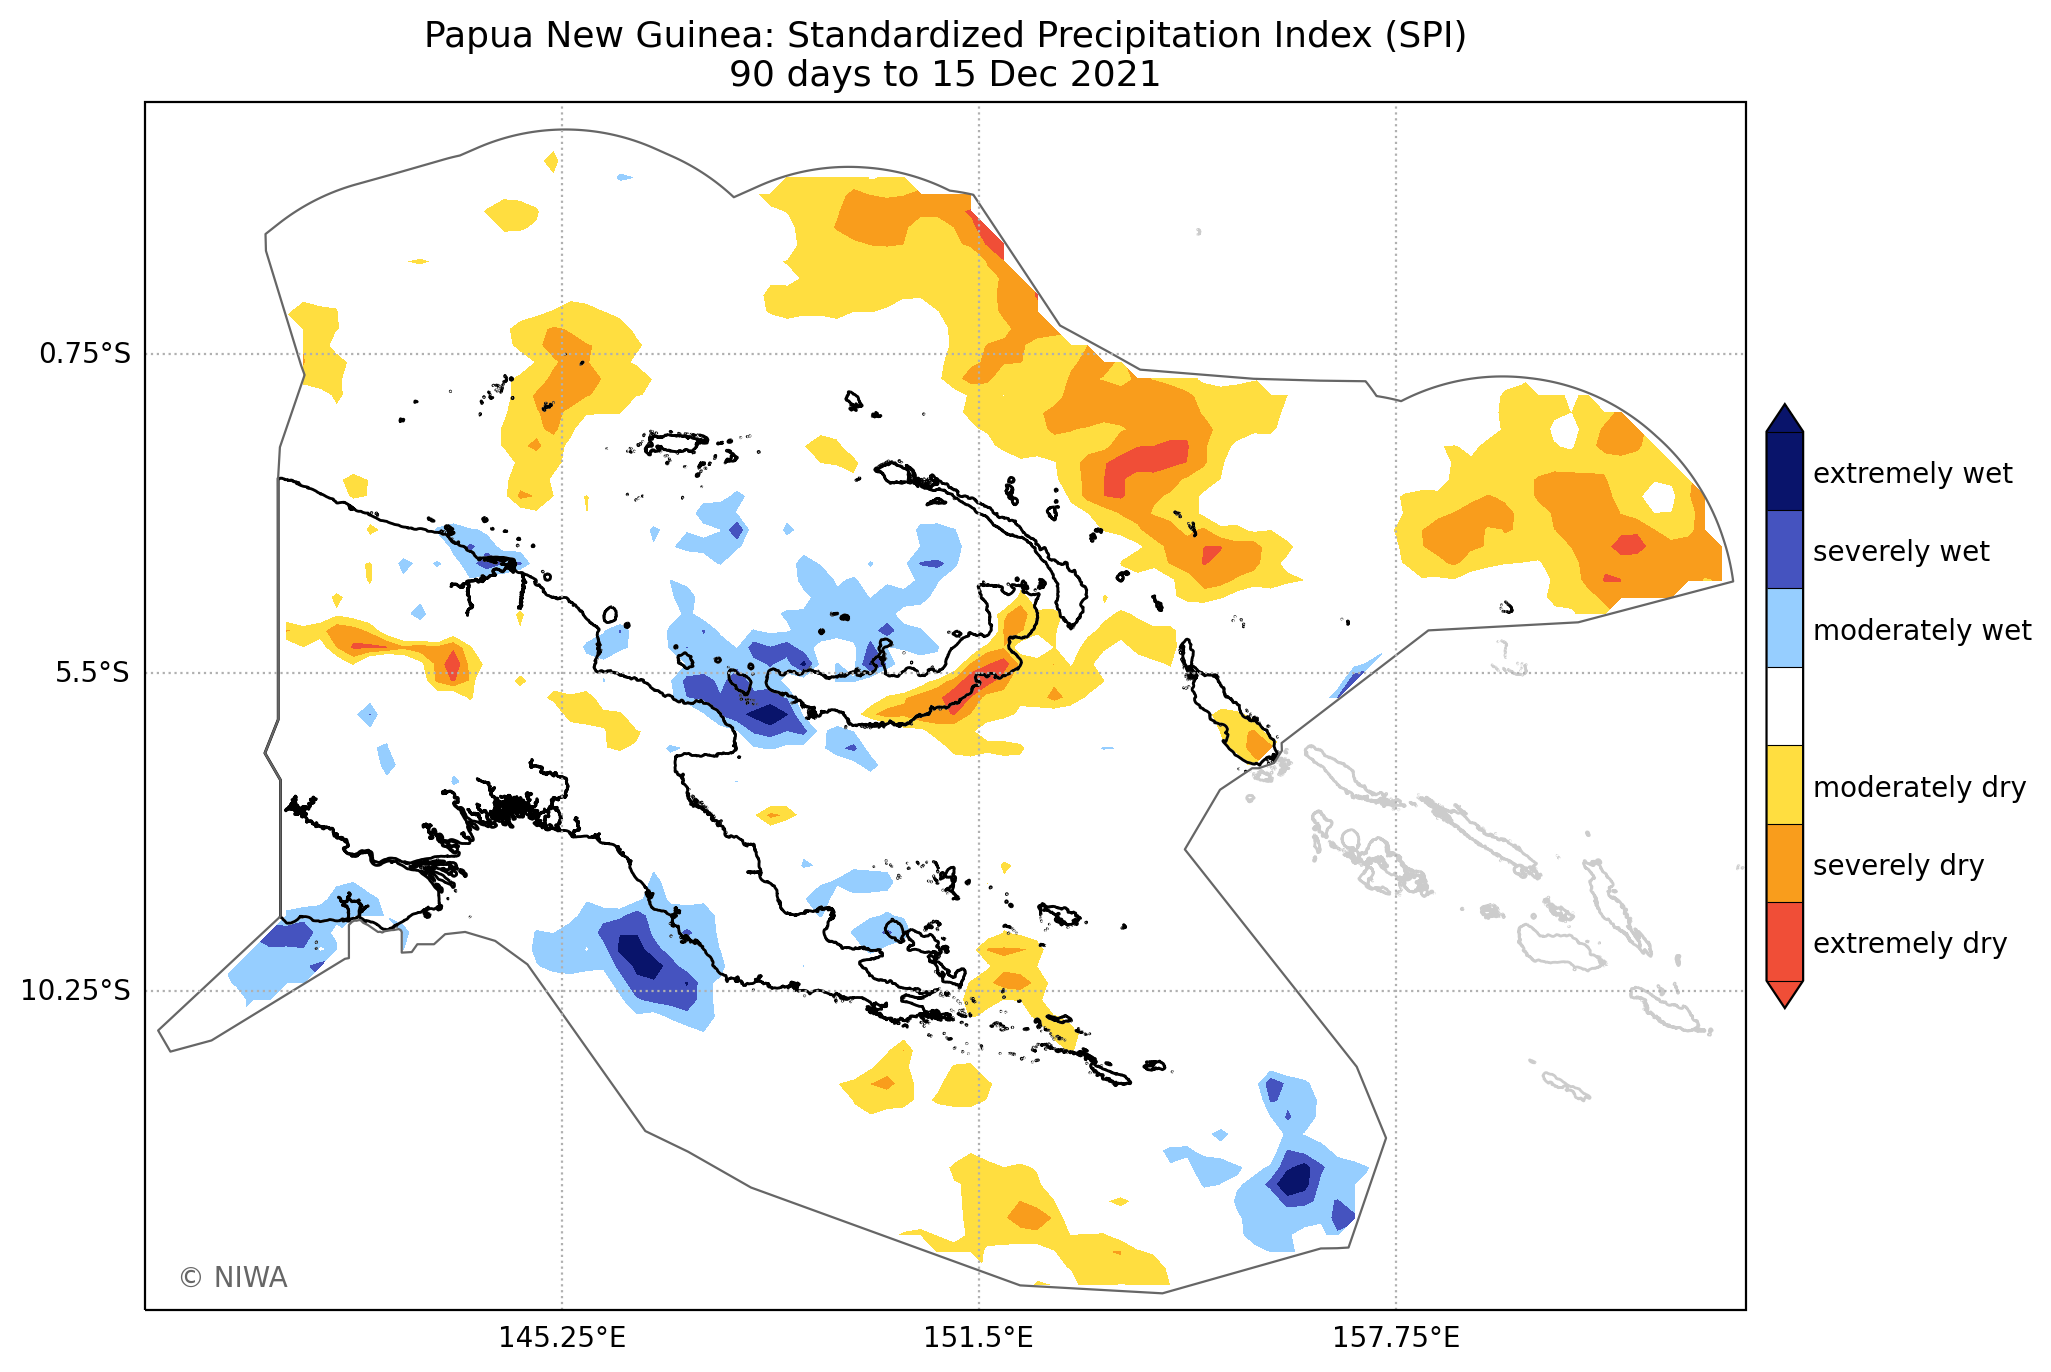 Papua New Guinea: Standardized Precipitation Index (SPI)
90 days to 15 Dec 2021
0.75°S
5.5°S
10.25°S
145.25°E
151.5°E
157.75°E
extremely wet
severely wet
moderately wet
moderately dry
severely dry
extremely dry
© NIWA